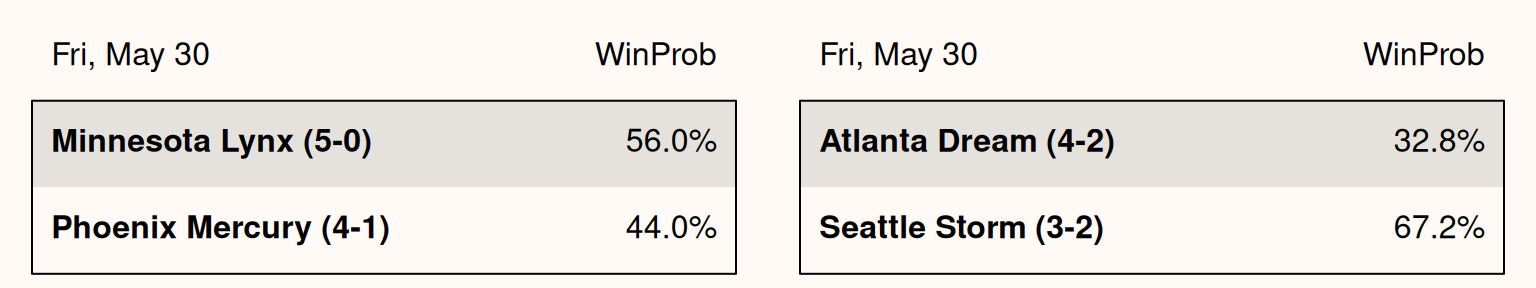 Fri, May 30 WinProb
Minnesota Lynx (5-0) 56.0%
Phoenix Mercury (4-1) 44.0%
Fri, May 30 WinProb
Atlanta Dream (4-2) 32.8%
Seattle Storm (3-2) 67.2%